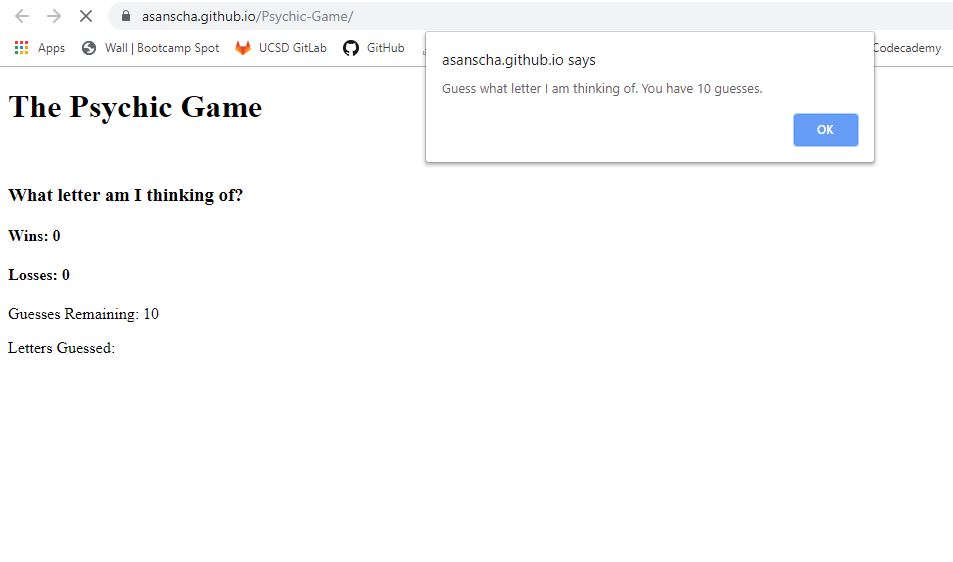 asanscha.github.io/Psychic-Game/
Apps Wall | Bootcamp Spot UCSD GitLab GitHub Codecademy
asanscha.github.io says
Guess what letter I am thinking of. You have 10 guesses.
OK
The Psychic Game
What letter am I thinking of?
Wins: 0
Losses: 0
Guesses Remaining: 10
Letters Guessed: